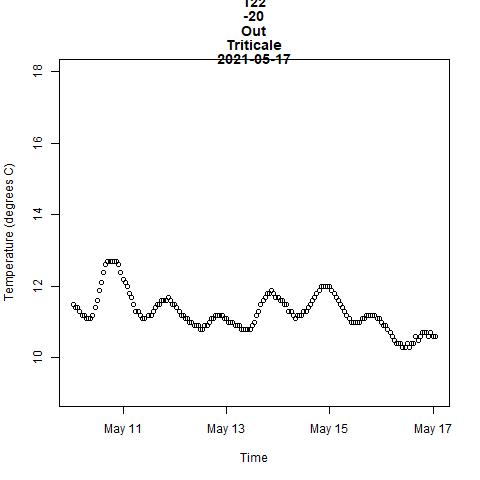 122
-20
Out
Triticale
2021-05-17
18
16
14
12
10
Temperature (degrees C)
May 11
May 13
May 15
May 17
Time